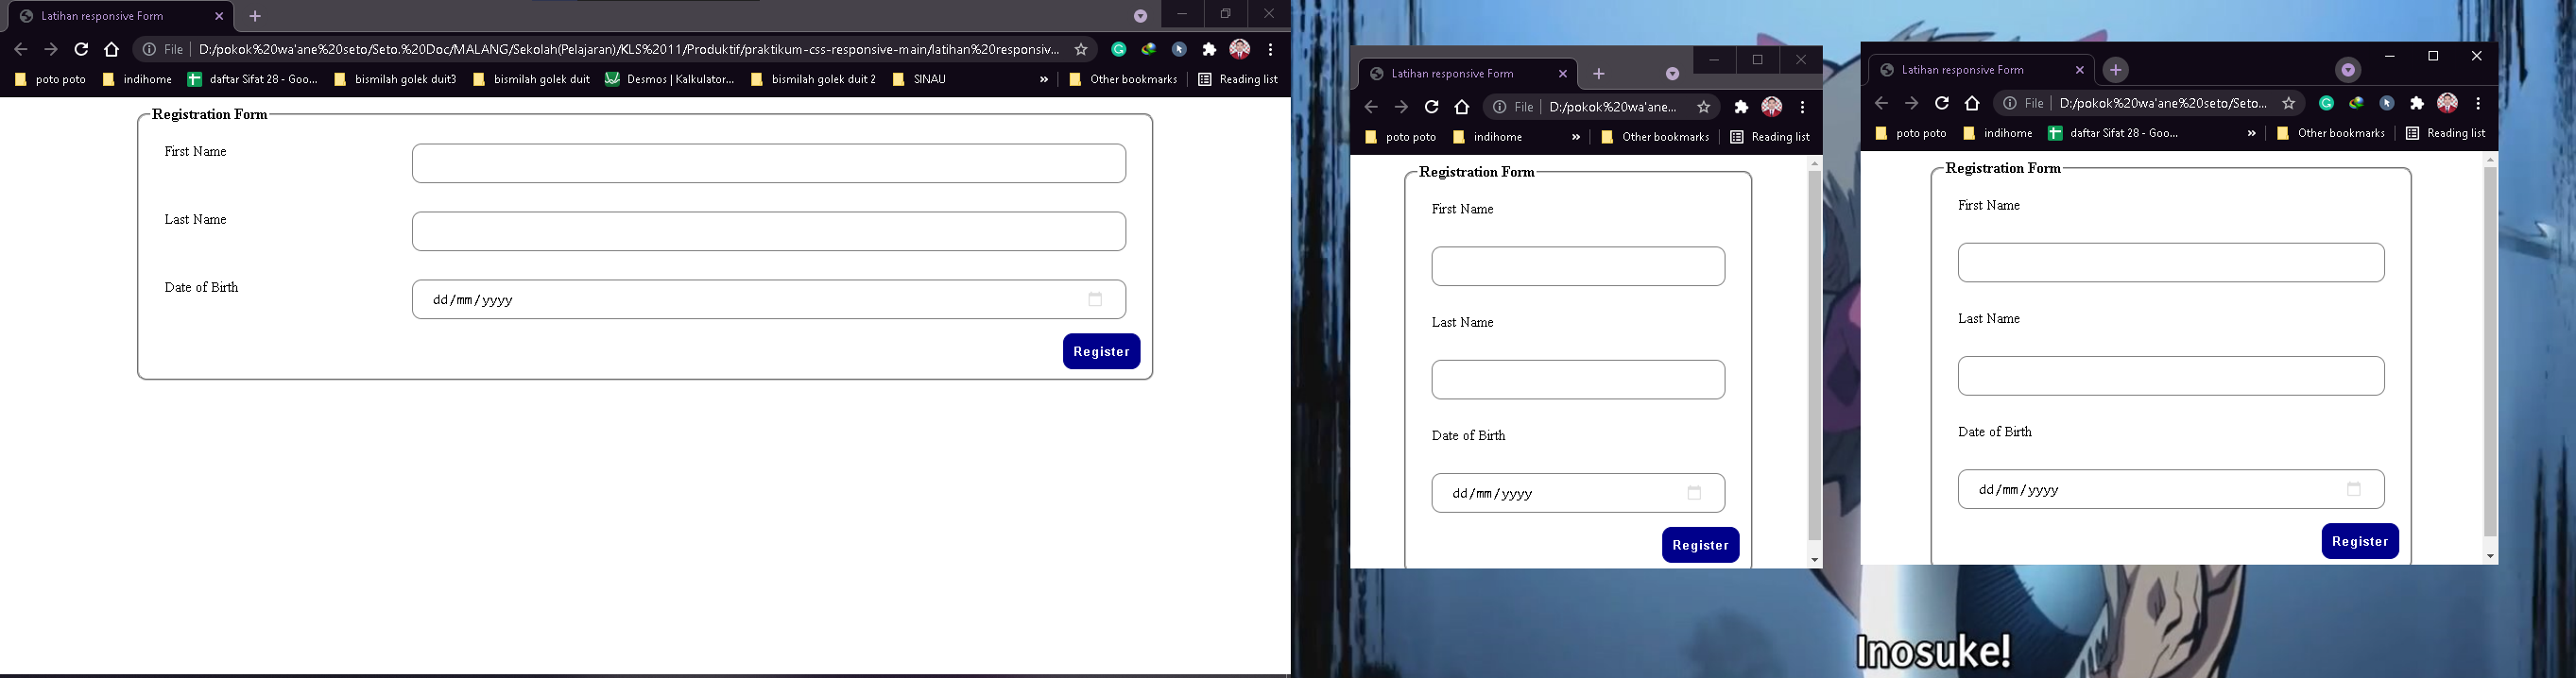 Latihan responsive Form
File D:/pokok%20wa'ane%20seto/Seto.%20Doc/MALANG/Sekolah(Pelajaran)/KLS%2011/Produktif/praktikum-css-responsive-main/latihan%20responsiv...
poto poto indihome daftar Sifat 28 - Goo... bismilah golek duit3 bismilah golek duit Desmos | Kalkulator... bismilah golek duit 2 SINAU » Other bookmarks Reading list
Registration Form
First Name
Last Name
Date of Birth
dd/mm/yyyy
Register
Latihan responsive Form
File D:/pokok%20wa'ane...
poto poto indihome » Other bookmarks Reading list
Registration Form
First Name
Last Name
Date of Birth
dd/mm/yyyy
Register
Latihan responsive Form
File D:/pokok%20wa'ane%20seto/Seto...
poto poto indihome daftar Sifat 28 - Goo... » Other bookmarks Reading list
Registration Form
First Name
Last Name
Date of Birth
dd/mm/yyyy
Register
Inosuke!